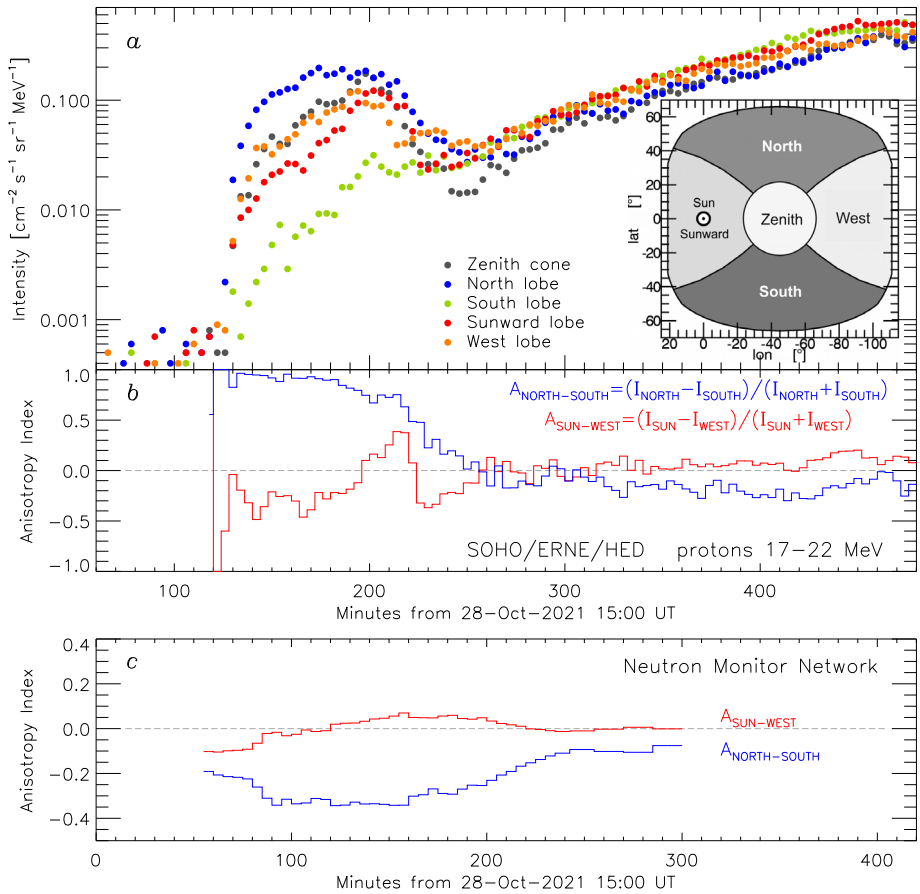 a
0.100
0.010
0.001
Intensity [cm⁻² s⁻¹ sr⁻¹ MeV⁻¹]
Zenith cone
North lobe
South lobe
Sunward lobe
West lobe
60
40
20
0
-20
-40
-60
lat [°]
North
Sun
Sunward
Zenith
West
South
20 0 -20 -40 -60 -80 -100
lon [°]
b
1.0
0.5
0.0
-0.5
-1.0
Anisotropy Index
A_NORTH-SOUTH=(I_NORTH-I_SOUTH)/(I_NORTH+I_SOUTH)
A_SUN-WEST=(I_SUN-I_WEST)/(I_SUN+I_WEST)
SOHO/ERNE/HED protons 17-22 MeV
100 200 300 400
Minutes from 28-Oct-2021 15:00 UT
c
0.4
0.2
0.0
-0.2
-0.4
Anisotropy Index
Neutron Monitor Network
A_SUN-WEST
A_NORTH-SOUTH
0 100 200 300 400
Minutes from 28-Oct-2021 15:00 UT